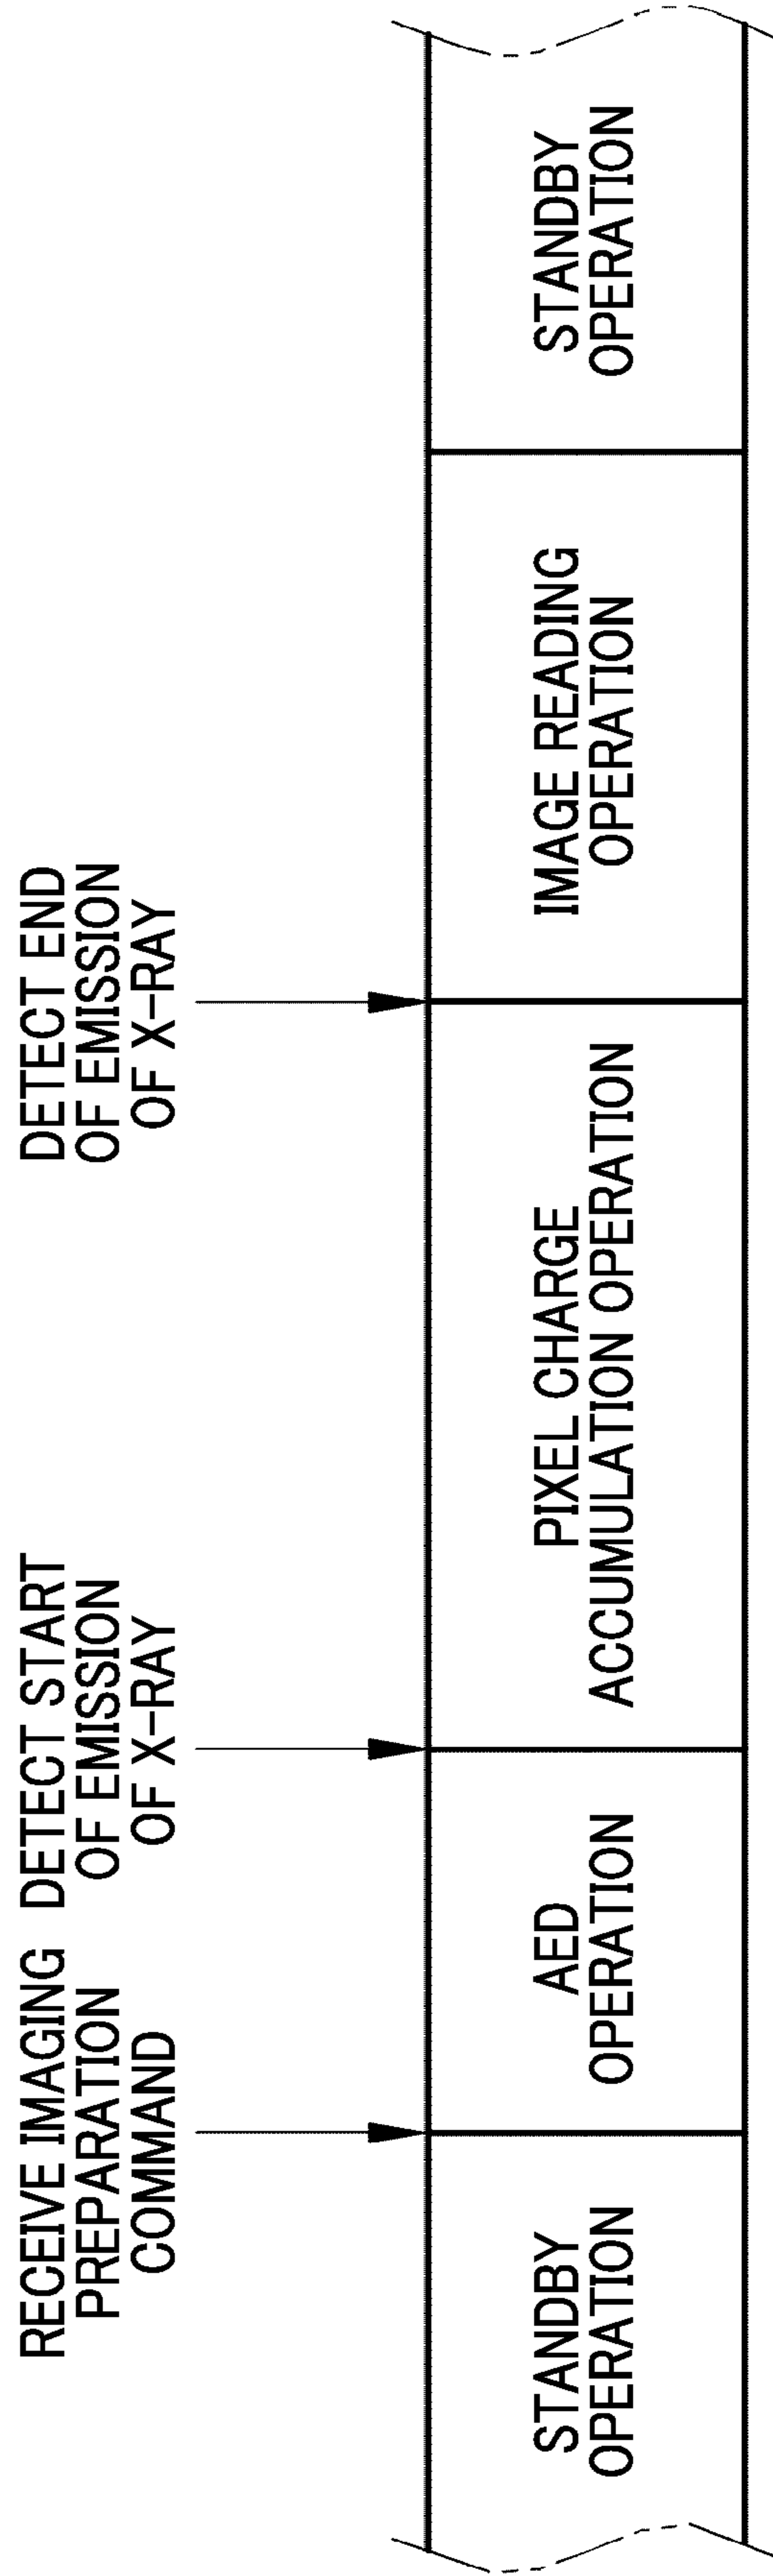 RECEIVE IMAGING
PREPARATION
COMMAND
DETECT START
OF EMISSION
OF X-RAY
DETECT END
OF EMISSION
OF X-RAY
STANDBY
OPERATION
AED
OPERATION
PIXEL CHARGE
ACCUMULATION OPERATION
IMAGE READING
OPERATION
STANDBY
OPERATION